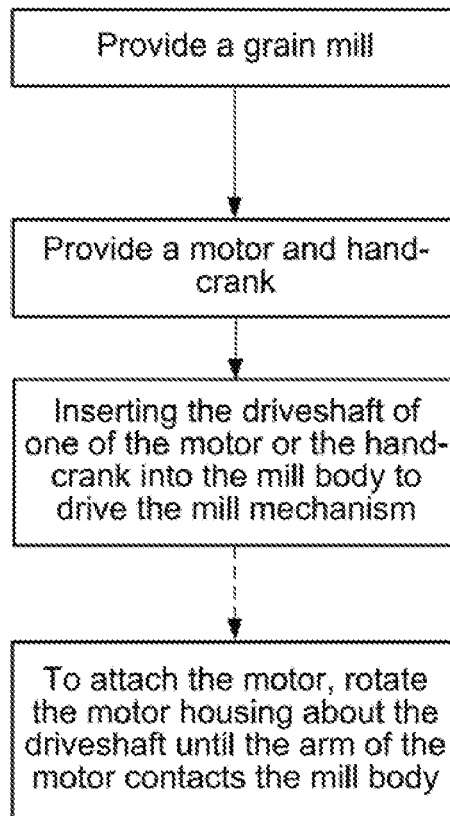 Provide a grain mill
Provide a motor and hand-
crank
Inserting the driveshaft of
one of the motor or the hand-
crank into the mill body to
drive the mill mechanism
To attach the motor, rotate
the motor housing about the
driveshaft until the arm of the
motor contacts the mill body